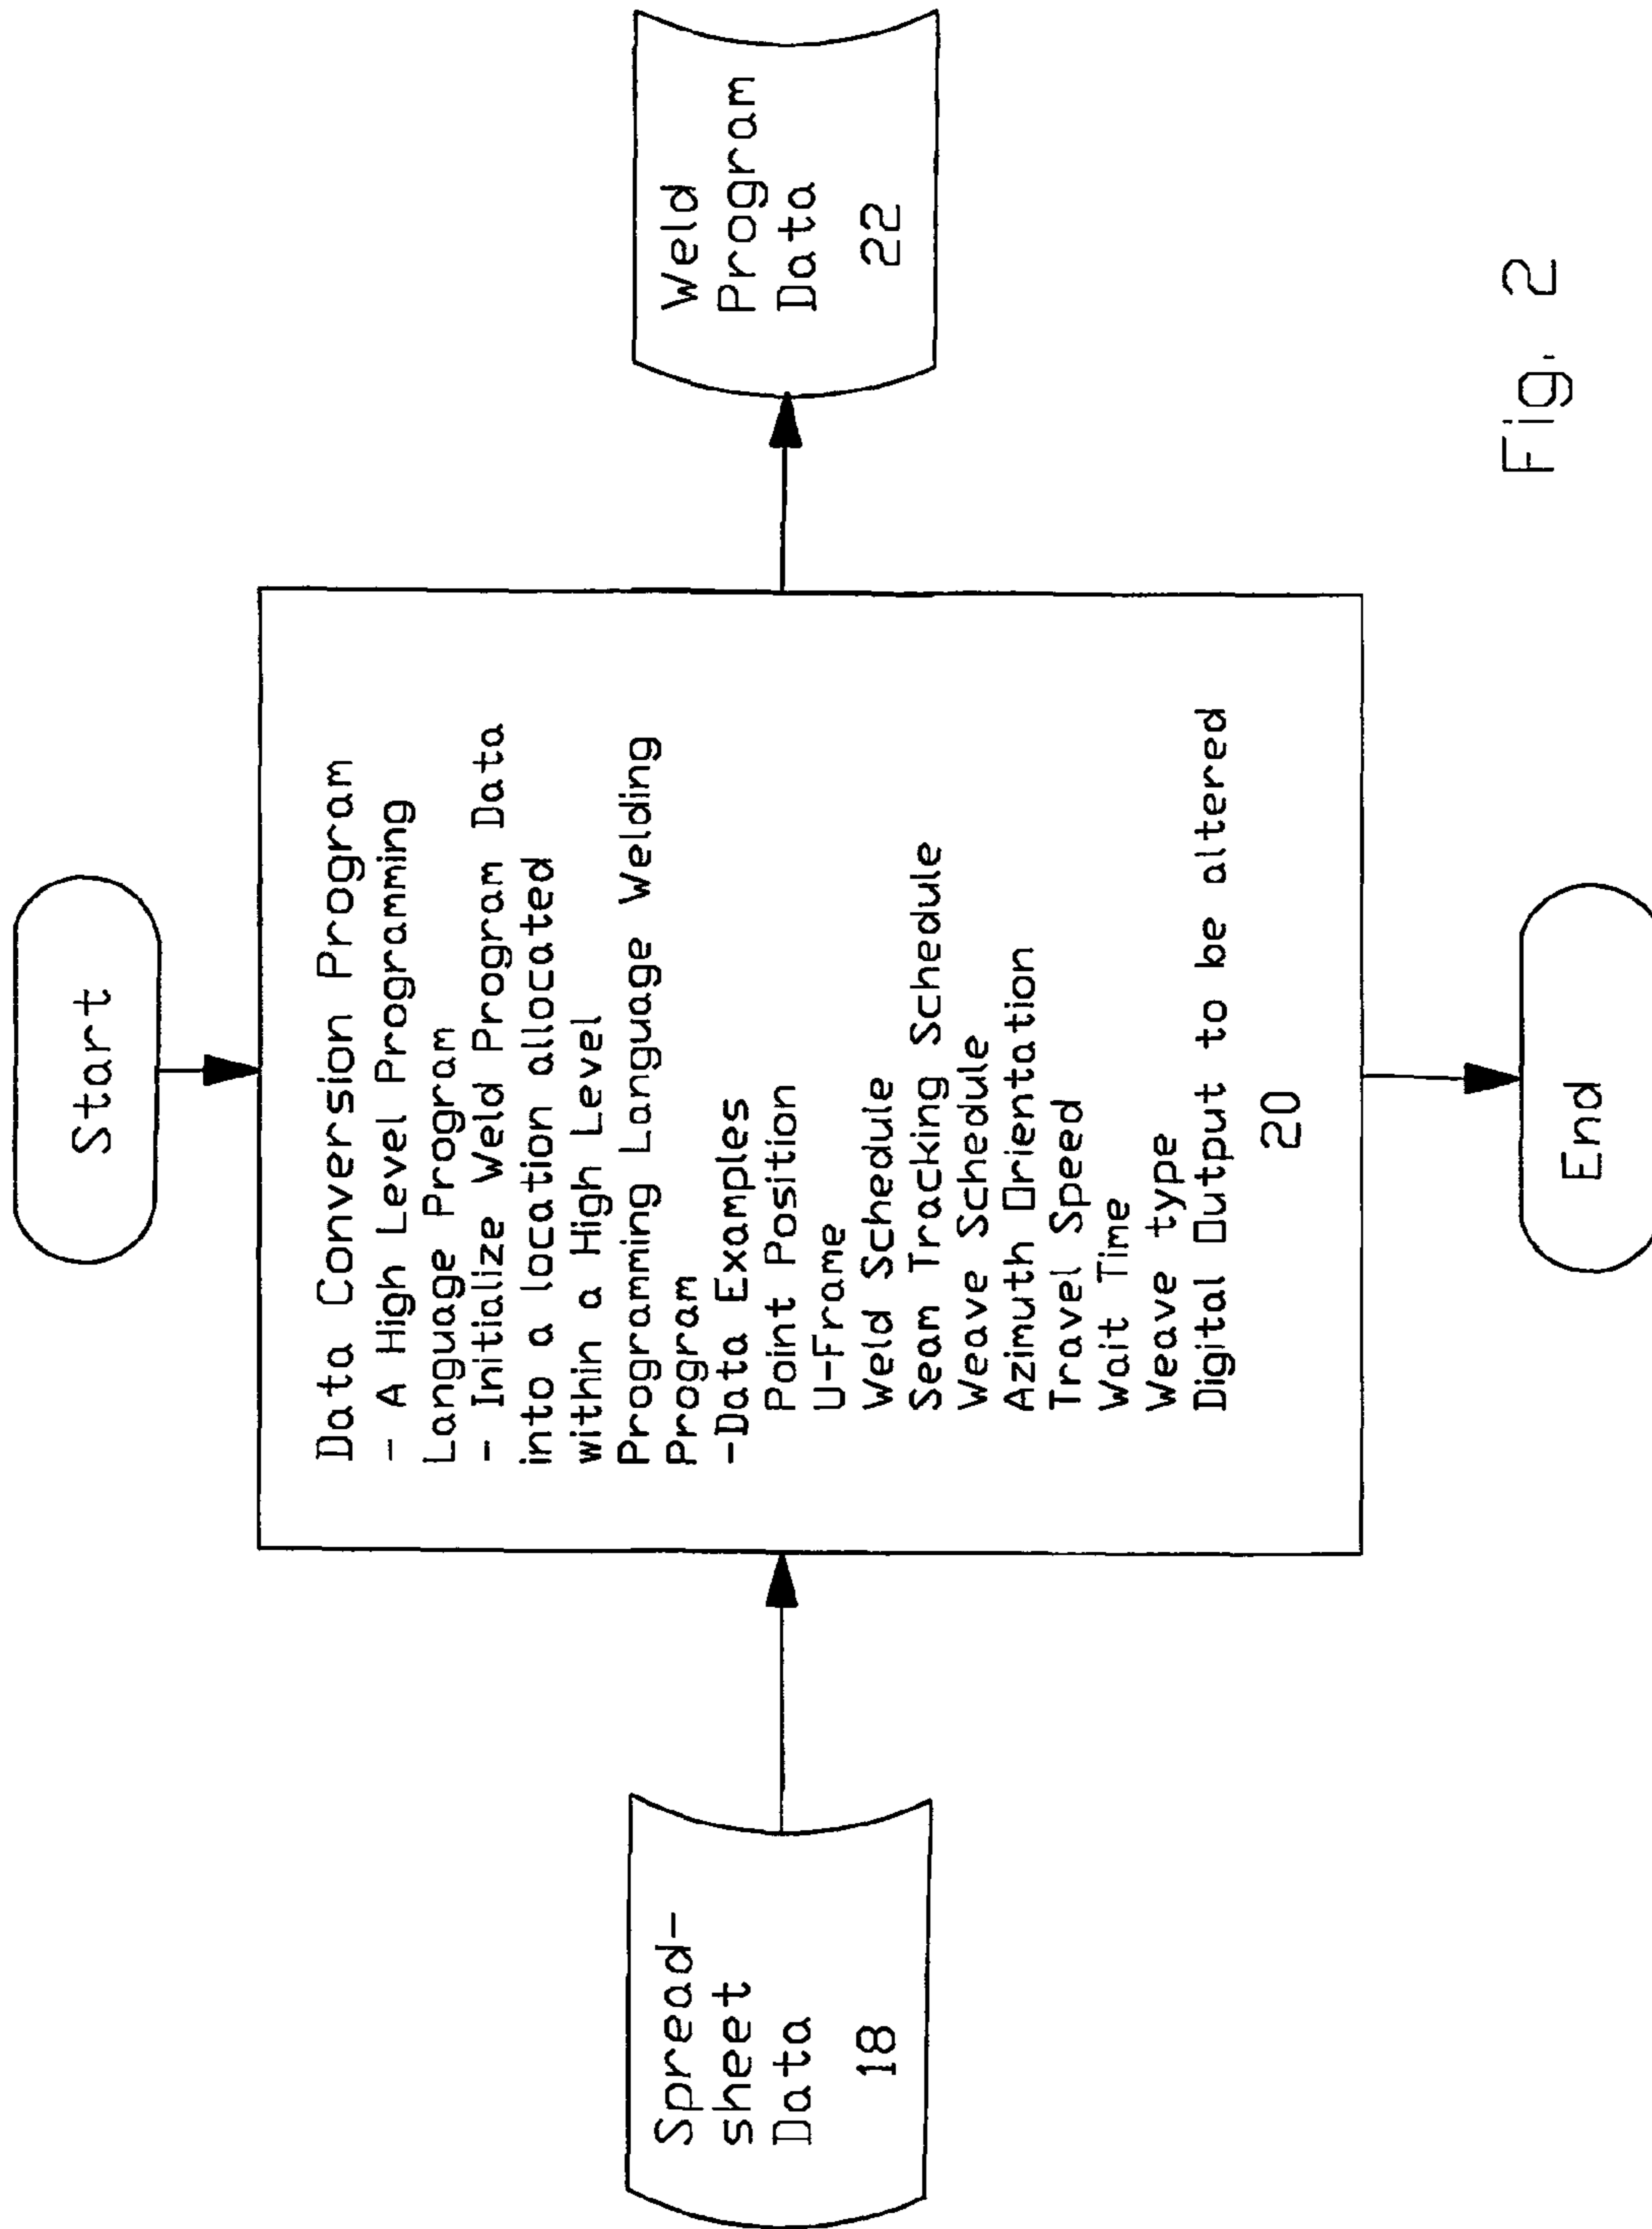 Start
Data Conversion Program
- A High Level Programming
Language Program
- Initialize Weld Program Data
into a location allocated
within a High Level
Programming Language Welding
Program
-Data Examples
Point Position
U-Frame
Weld Schedule
Seam Tracking Schedule
Weave Schedule
Azimuth Orientation
Travel Speed
Wait Time
Weave type
Digital Output to be altered
20
Spread-
sheet
Data
18
Weld
Program
Data
22
End
Fig. 2